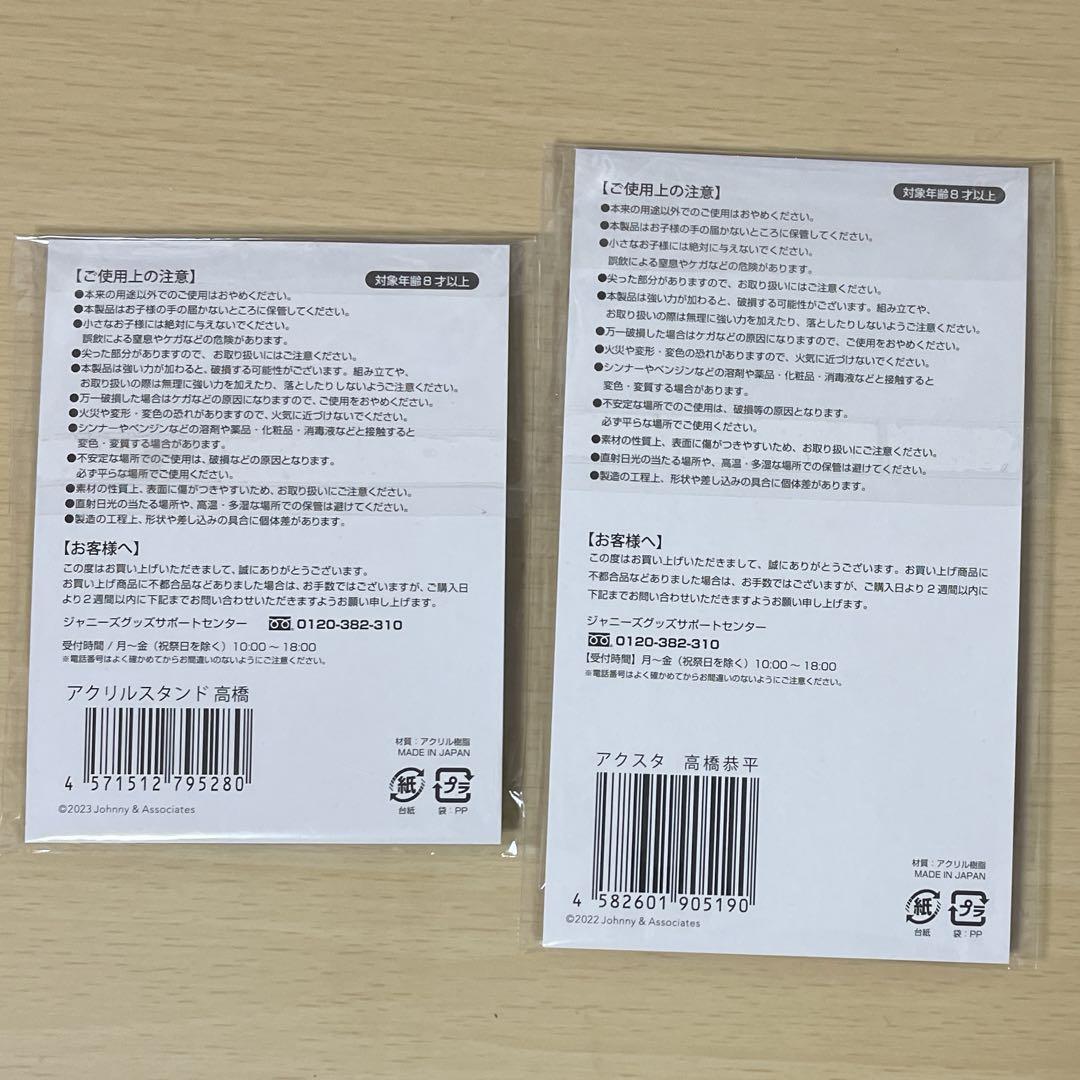 【ご使用上の注意】
対象年齢8才以上
●本来の用途以外でのご使用はおやめください。
●本製品はお子様の手の届かないところに保管してください。
●小さなお子様には絶対に与えないでください。
誤飲による窒息やケガなどの危険があります。
●尖った部分がありますので、お取り扱いにはご注意ください。
●本製品は強い力が加わると、破損する可能性がございます。組み立てや、
お取り扱いの際は無理に強い力を加えたり、落としたりしないようご注意ください。
●万一破損した場合はケガなどの原因になりますので、ご使用をおやめください。
●火災や変形・変色の恐れがありますので、火気に近づけないでください。
●シンナーやベンジンなどの溶剤や薬品・化粧品・消毒液などと接触すると
変色・変質する場合があります。
●不安定な場所でのご使用は、破損などの原因となります。
必ず平らな場所でご使用ください。
●素材の性質上、表面に傷がつきやすいため、お取り扱いにご注意ください。
●直射日光の当たる場所や、高温・多湿な場所での保管は避けてください。
●製造の工程上、形状や差し込みの具合に個体差があります。
【お客様へ】
この度はお買い上げいただきまして、誠にありがとうございます。
お買い上げ商品に不都合品などありました場合は、お手数ではございますが、ご購入日
より2週間以内に下記までお問い合わせいただきますようお願い申し上げます。
ジャニーズグッズサポートセンター 0120-382-310
受付時間/月〜金(祝祭日を除く)10:00〜18:00
※電話番号はよく確かめてからお間違いのないようにご注意ください。
アクリルスタンド 高橋
4 571512 795280
©2023 Johnny & Associates
材質:アクリル樹脂
MADE IN JAPAN
紙
台紙
プラ
袋:PP
【ご使用上の注意】
対象年齢8才以上
●本来の用途以外でのご使用はおやめください。
●本製品はお子様の手の届かないところに保管してください。
●小さなお子様には絶対に与えないでください。
誤飲による窒息やケガなどの危険があります。
●尖った部分がありますので、お取り扱いにはご注意ください。
●本製品は強い力が加わると、破損する可能性がございます。組み立てや、
お取り扱いの際は無理に強い力を加えたり、落としたりしないようご注意ください。
●万一破損した場合はケガなどの原因になりますので、ご使用をおやめください。
●火災や変形・変色の恐れがありますので、火気に近づけないでください。
●シンナーやベンジンなどの溶剤や薬品・化粧品・消毒液などと接触すると
変色・変質する場合があります。
●不安定な場所でのご使用は、破損等の原因となります。
必ず平らな場所でご使用ください。
●素材の性質上、表面に傷がつきやすいため、お取り扱いにご注意ください。
●直射日光の当たる場所や、高温・多湿な場所での保管は避けてください。
●製造の工程上、形状や差し込みの具合に個体差があります。
【お客様へ】
この度はお買い上げいただきまして、誠にありがとうございます。お買い上げ商品に
不都合品などありました場合は、お手数ではございますが、ご購入日より2週間以内に
下記までお問い合わせいただきますようお願い申し上げます。
ジャニーズグッズサポートセンター
0120-382-310
【受付時間】月〜金(祝祭日を除く)10:00〜18:00
※電話番号はよく確かめてからお間違いのないようにご注意ください。
アクスタ 高橋恭平
4 582601 905190
©2022 Johnny & Associates
材質:アクリル樹脂
MADE IN JAPAN
紙
台紙
プラ
袋:PP